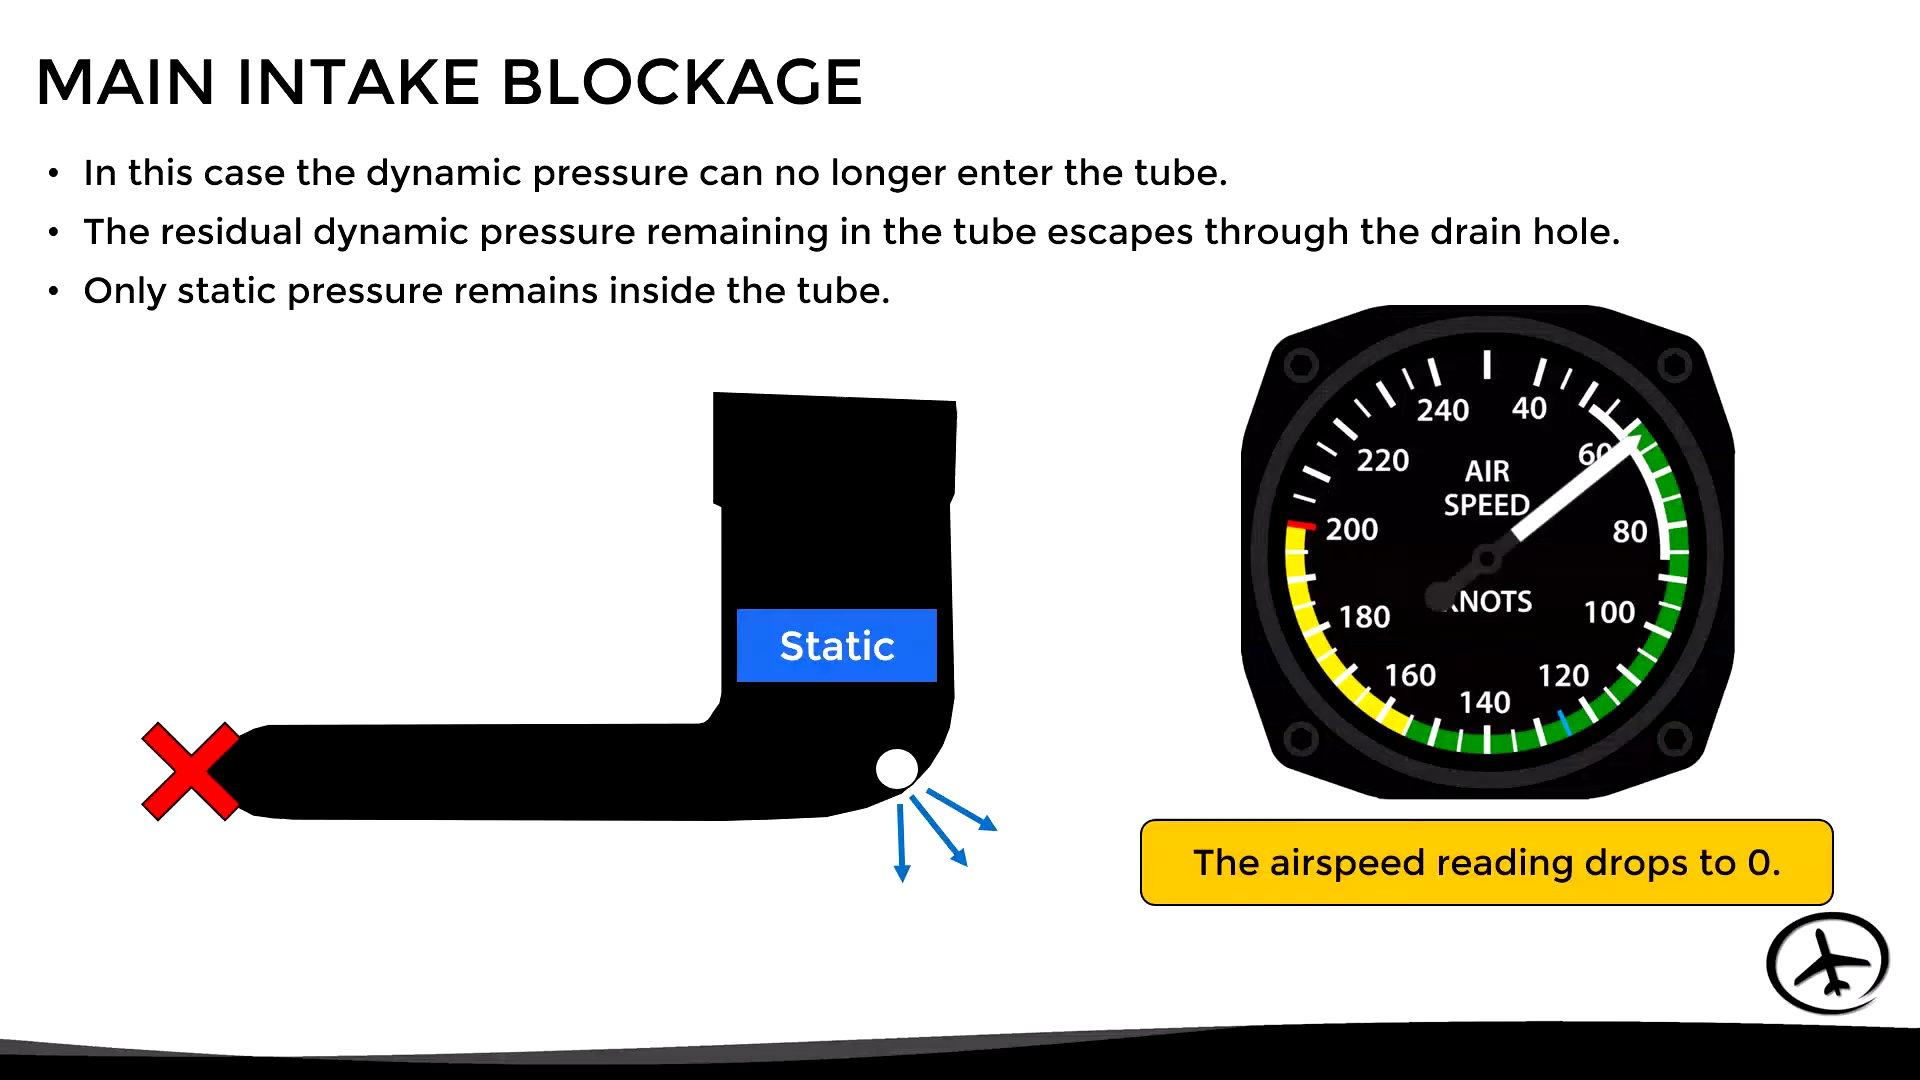 MAIN INTAKE BLOCKAGE
• In this case the dynamic pressure can no longer enter the tube.
• The residual dynamic pressure remaining in the tube escapes through the drain hole.
• Only static pressure remains inside the tube.
240 40
220 60
AIR
SPEED
200 80
KNOTS
180 100
160 120
140
Static
The airspeed reading drops to 0.